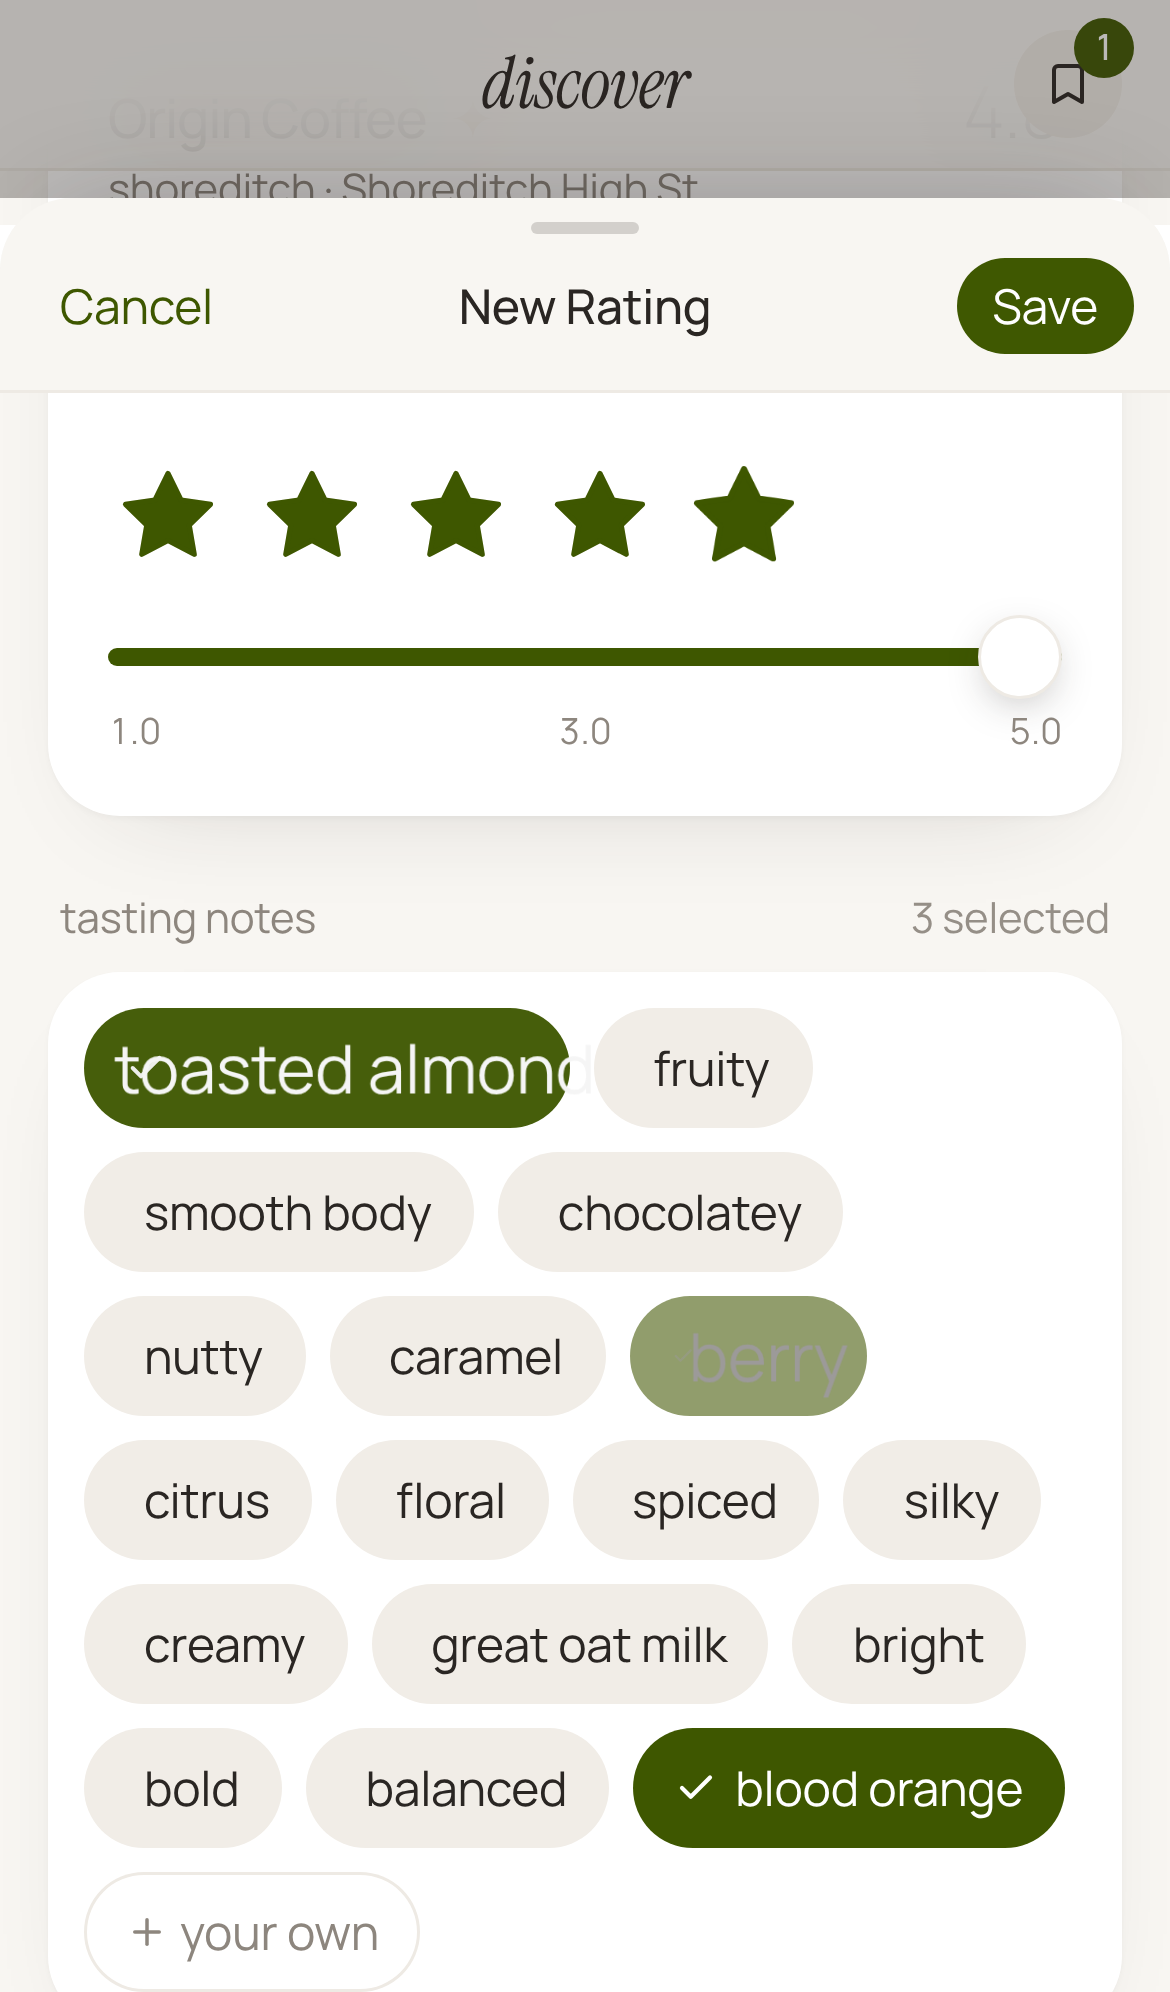 discover
1
Origin Coffee
shoreditch · Shoreditch High St
Cancel
New Rating
Save
1.0
3.0
5.0
tasting notes
3 selected
toasted almond
fruity
smooth body
chocolatey
nutty
caramel
berry
citrus
floral
spiced
silky
creamy
great oat milk
bright
bold
balanced
blood orange
+ your own